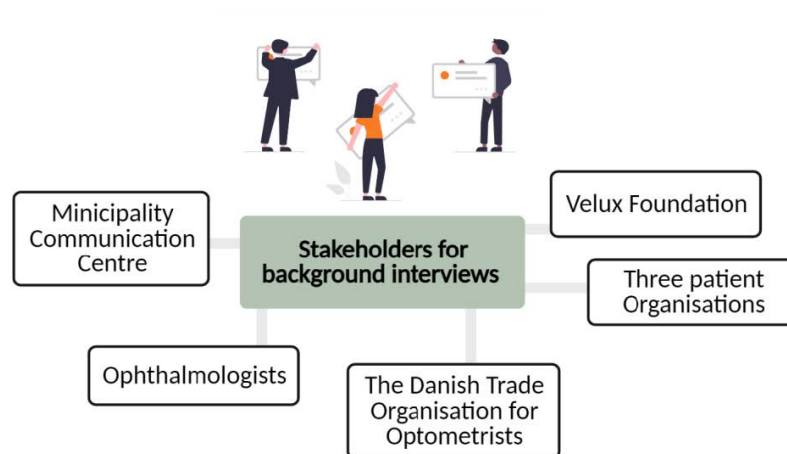 Minicipality
Communication
Centre
Velux Foundation
Stakeholders for
background interviews
Three patient
Organisations
Ophthalmologists
The Danish Trade
Organisation for
Optometrists